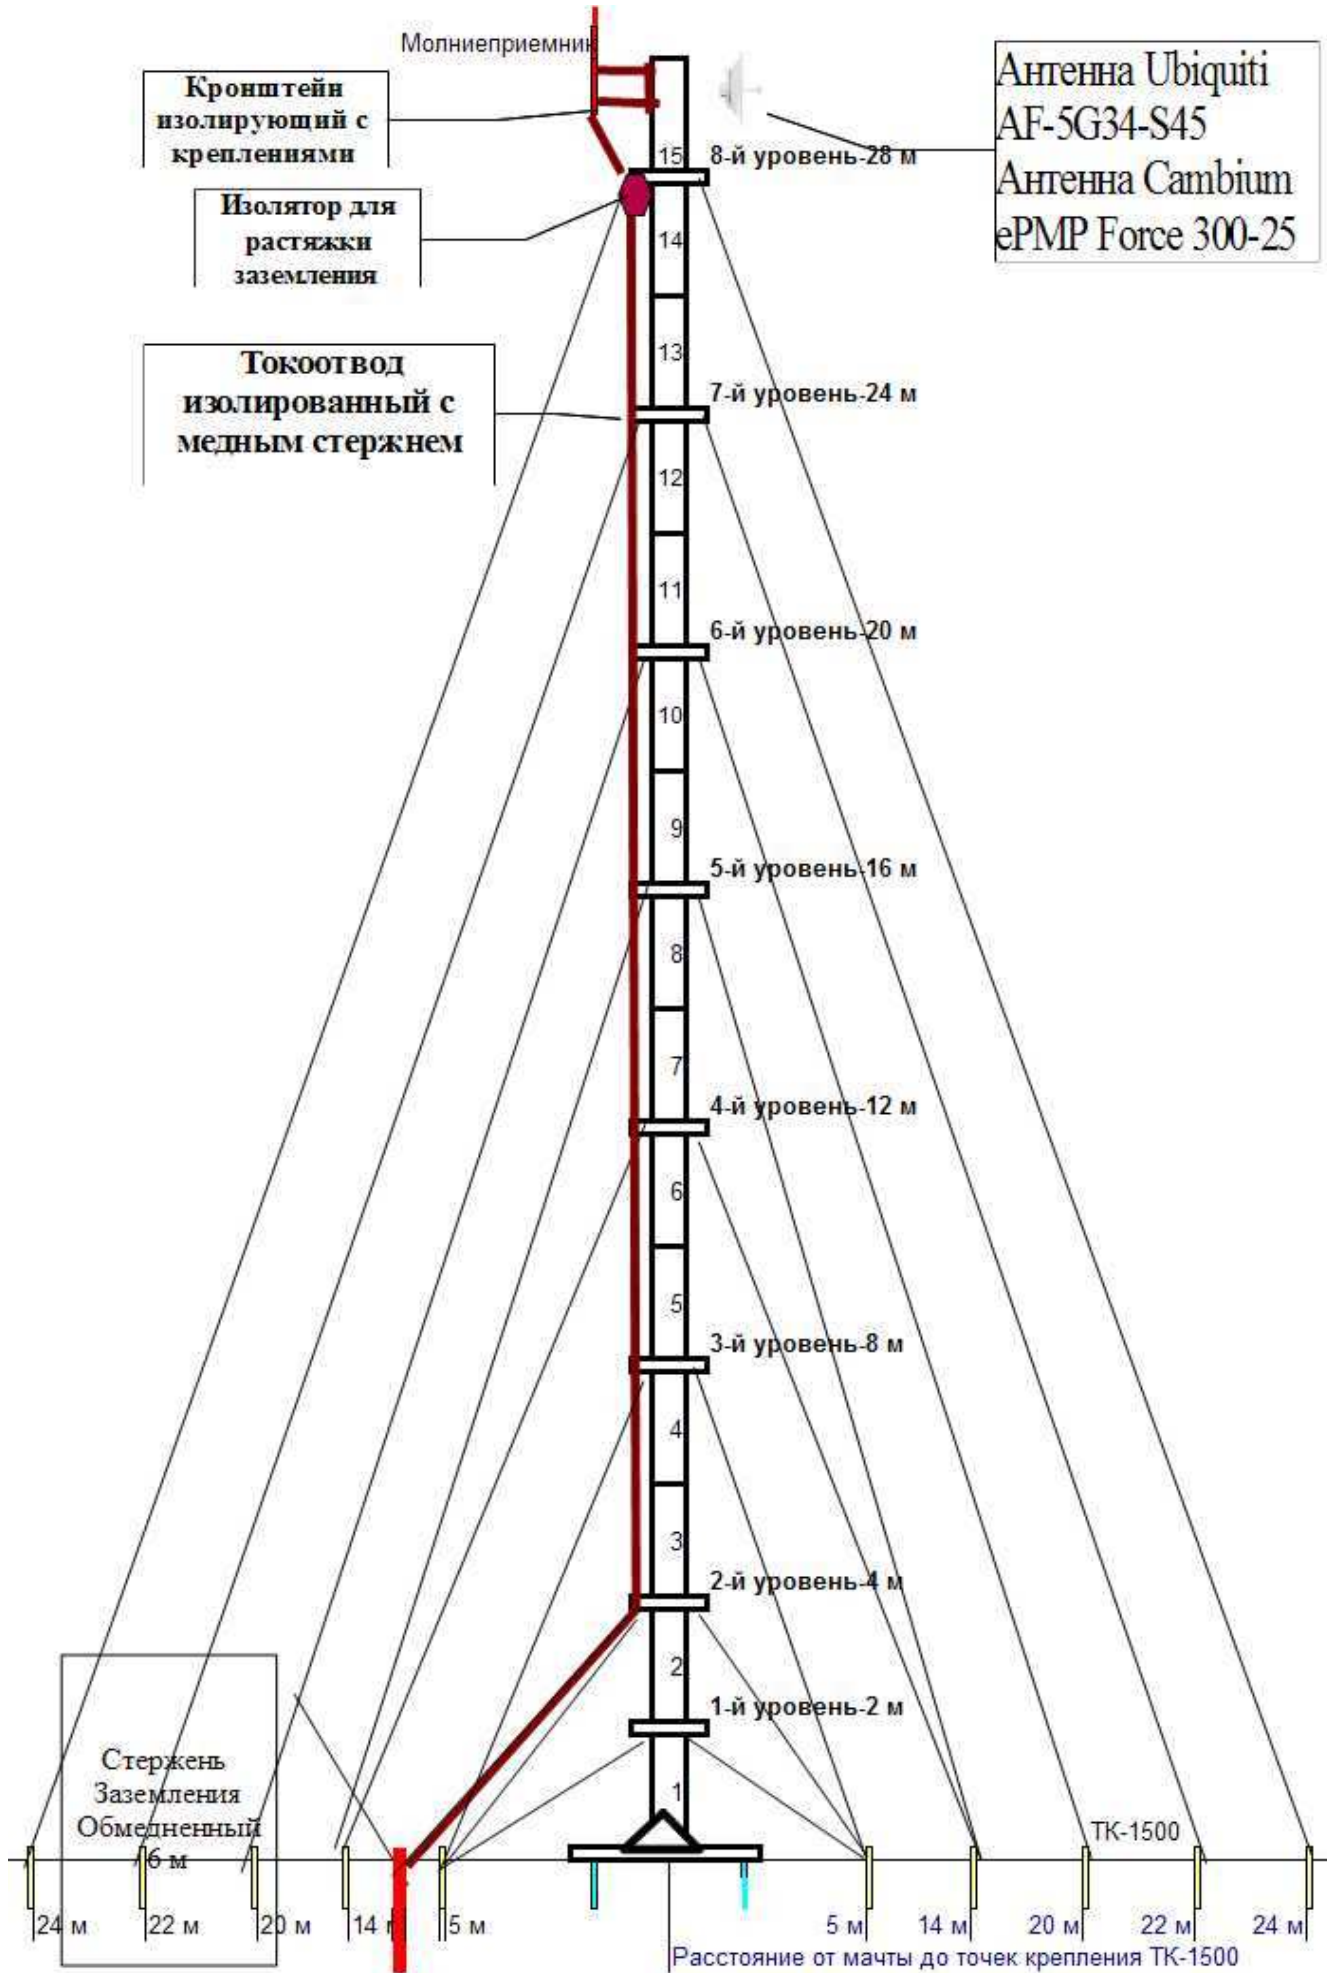 Молниеприемник
Кронштейн
изолирующий с
креплениями
Антенна Ubiquiti
AF-5G34-S45
Антенна Cambium
ePMP Force 300-25
15
8-й уровень-28 м
Изолятор для
растяжки
заземления
14
13
Токоотвод
изолированный с
медным стержнем
7-й уровень-24 м
12
11
6-й уровень-20 м
10
9
5-й уровень-16 м
8
7
4-й уровень-12 м
6
5
3-й уровень-8 м
4
3
2-й уровень-4 м
2
1-й уровень-2 м
1
Стержень
Заземления
Обмедненный
6 м
ТК-1500
24 м
22 м
20 м
14 м
5 м
5 м
14 м
20 м
22 м
24 м
Расстояние от мачты до точек крепления ТК-1500